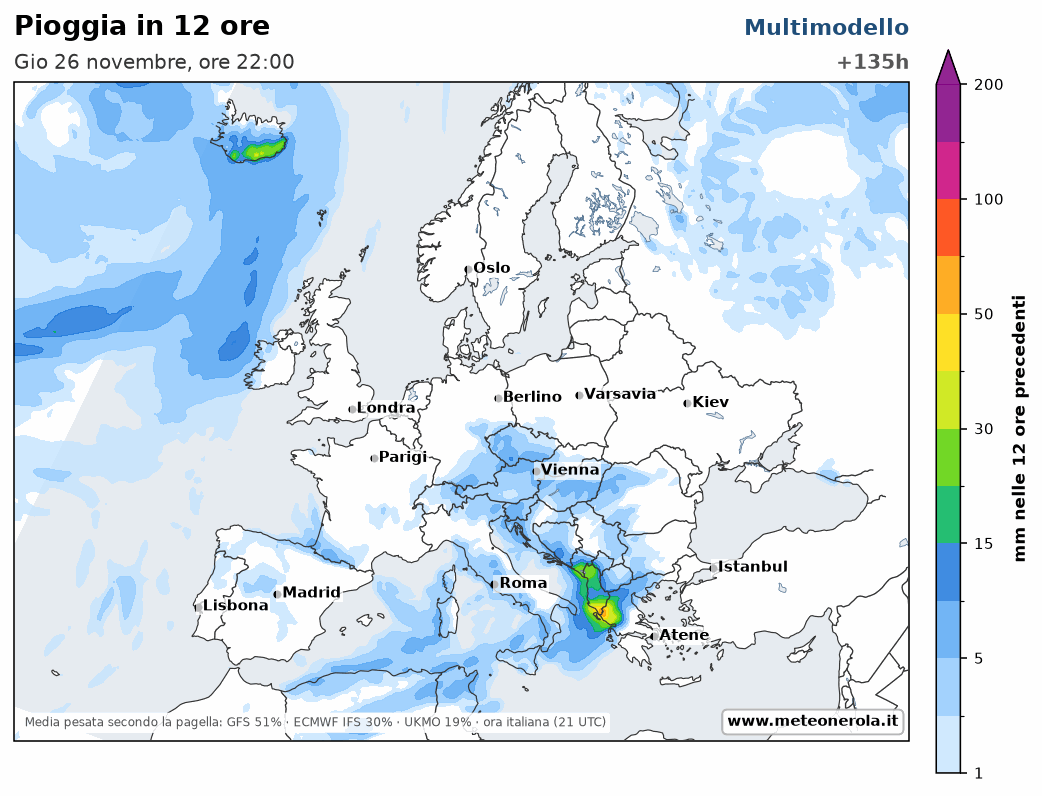 Pioggia in 12 ore
Multimodello
Gio 26 novembre, ore 22:00
+135h
200
100
50
30
15
5
1
mm nelle 12 ore precedenti
Oslo
Berlino
Varsavia
Kiev
Londra
Parigi
Vienna
Istanbul
Roma
Madrid
Lisbona
Atene
Media pesata secondo la pagella: GFS 51% · ECMWF IFS 30% · UKMO 19% · ora italiana (21 UTC)
www.meteonerola.it